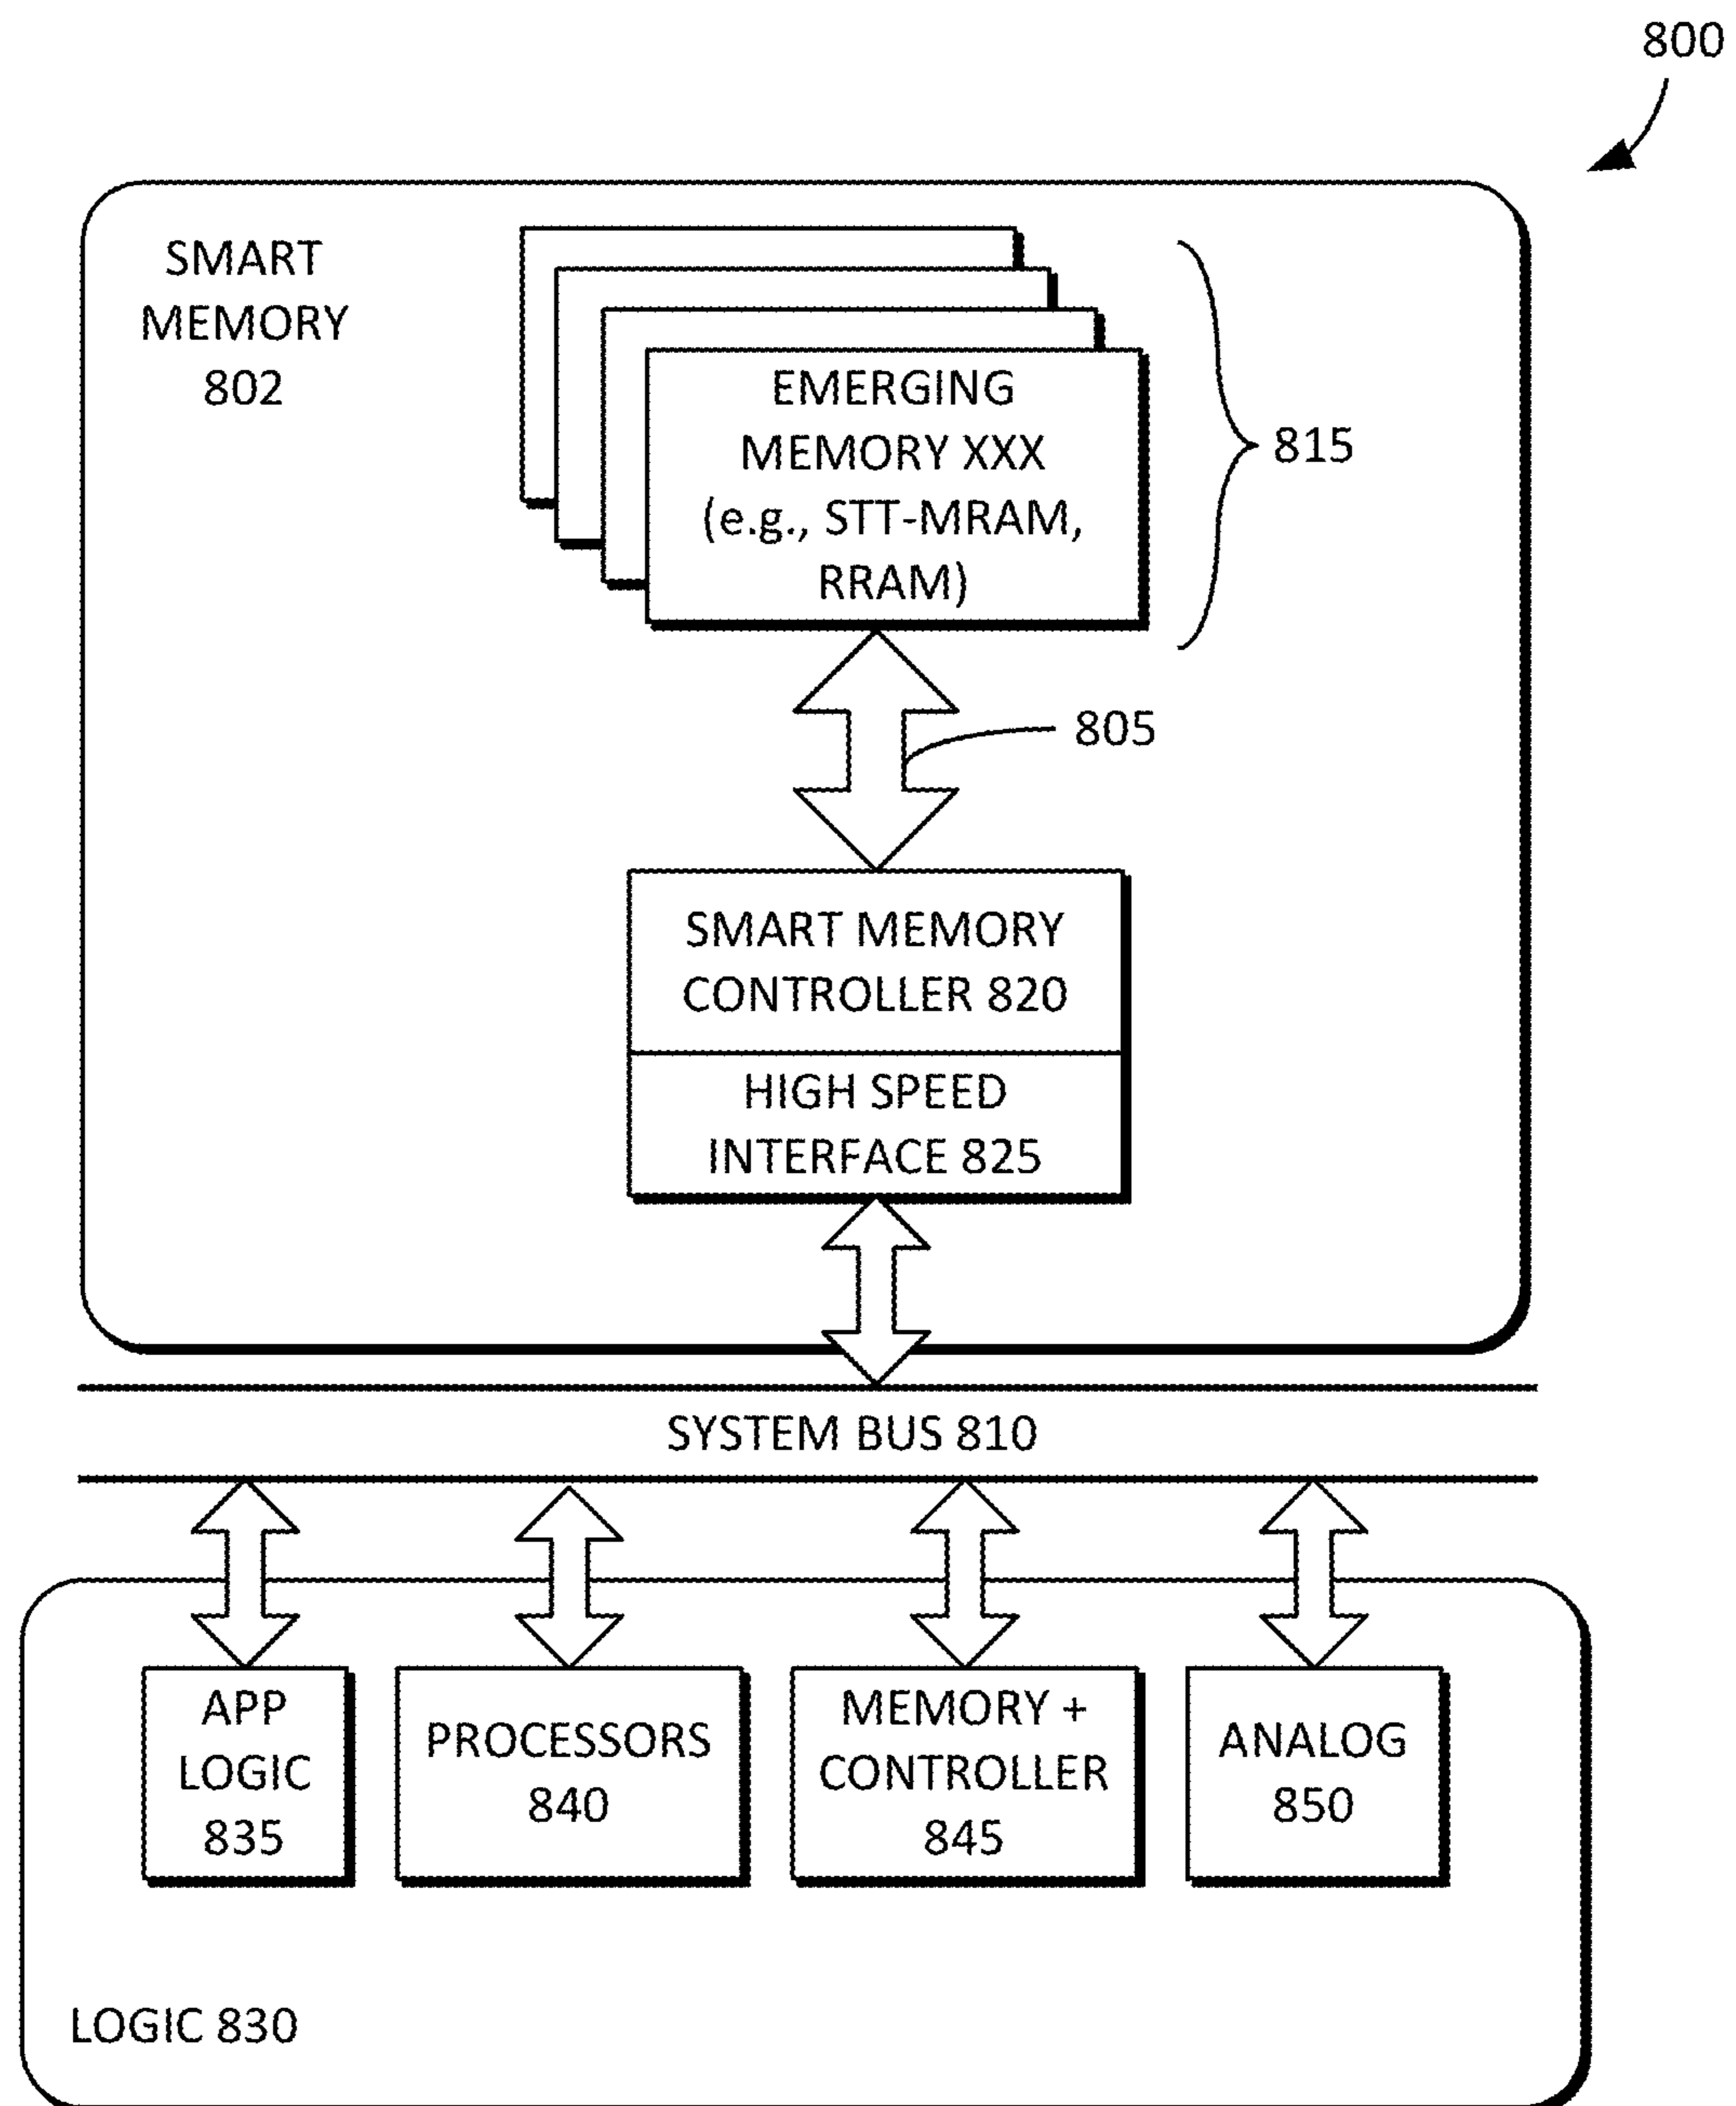 800
SMART
MEMORY
802
EMERGING
MEMORY XXX
(e.g., STT-MRAM,
RRAM)
815
805
SMART MEMORY
CONTROLLER 820
HIGH SPEED
INTERFACE 825
SYSTEM BUS 810
APP
LOGIC
835
PROCESSORS
840
MEMORY +
CONTROLLER
845
ANALOG
850
LOGIC 830